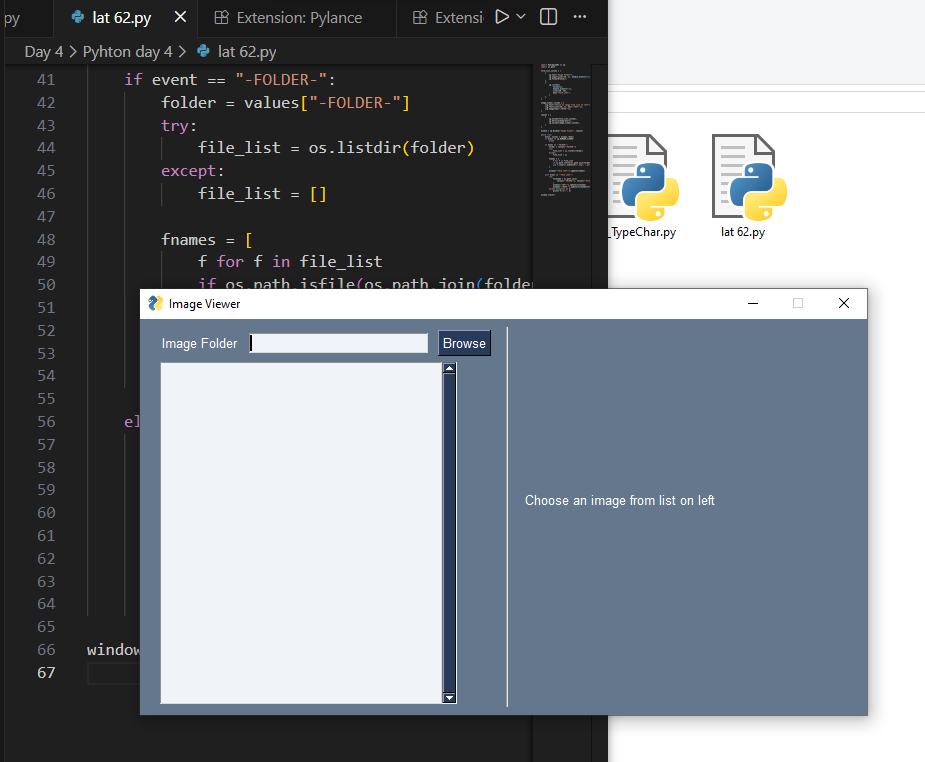 py
lat 62.py
Extension: Pylance
Extensi
Day 4 > Pyhton day 4 > lat 62.py
41 if event == "-FOLDER-":
42 folder = values["-FOLDER-"]
43 try:
44 file_list = os.listdir(folder)
45 except:
46 file_list = []
47
48 fnames = [
49 f for f in file_list
50 if os.path.isfile(os.path.join(folde
51
52
53
54
55
56 el
57
58
59
60
61
62
63
64
65
66 window
67
_TypeChar.py
lat 62.py
Image Viewer
Image Folder
Browse
Choose an image from list on left